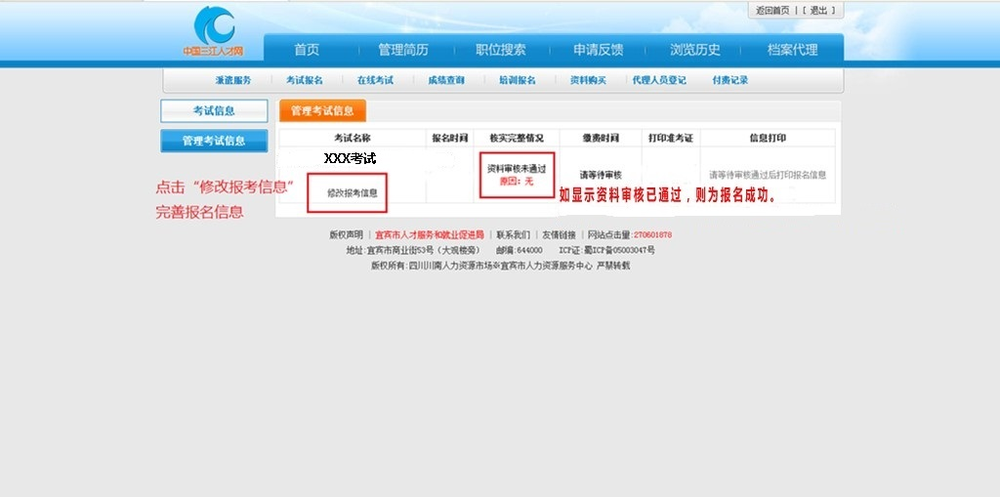 返回首页 | [ 退出 ]
中国三江人才网
首页 管理简历 职位搜索 申请反馈 浏览历史 档案代理
派遣服务 考试报名 在线考试 成绩查询 培训报名 资料购买 代理人员登记 付费记录
考试信息
管理考试信息
管理考试信息
考试名称 报名时间 核实完整情况 缴费时间 打印准考证 信息打印
XXX考试
资料审核未通过
原因：无
请等待审核
请等待审核通过后打印报名信息
修改报考信息
点击“修改报考信息”
完善报名信息
如显示资料审核已通过，则为报名成功。
版权声明 | 宜宾市人才服务和就业促进局 | 联系我们 | 友情链接 | 网站点击量:270601878
地址:宜宾市商业街53号（大观楼旁） 邮编:644000 ICP证:蜀ICP备05003047号
版权所有:四川川南人力资源市场※宜宾市人力资源服务中心 严禁转载